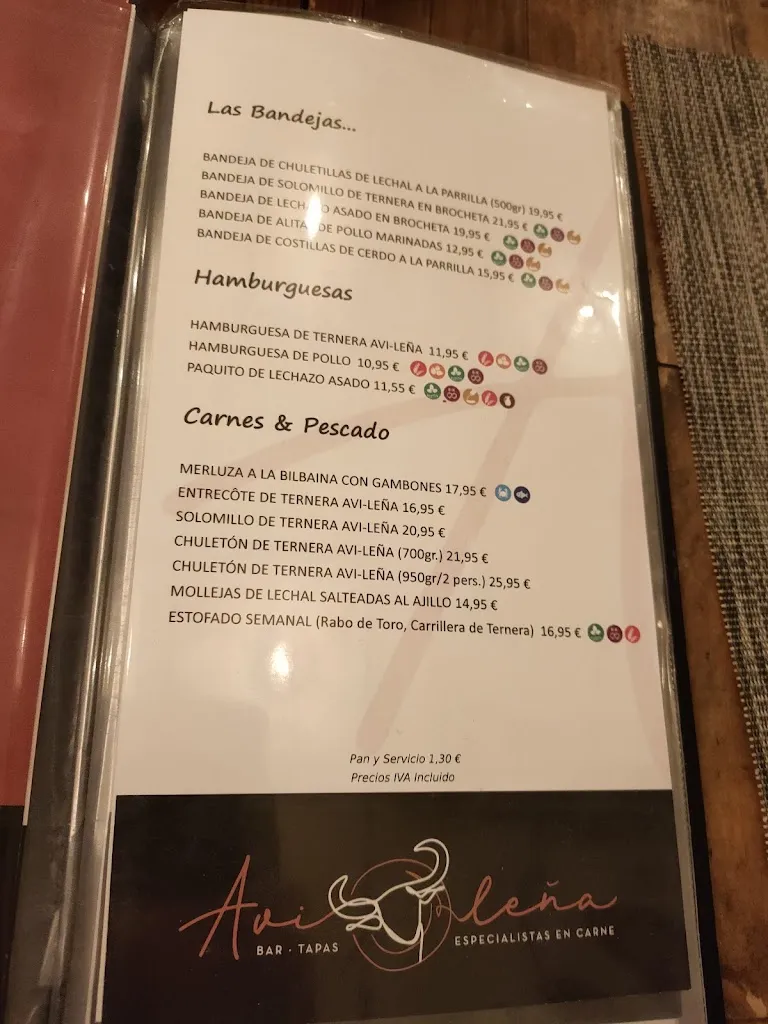 Las Bandejas...
BANDEJA DE CHULETILLAS DE LECHAL A LA PARRILLA (500gr) 19,95 €
BANDEJA DE SOLOMILLO DE TERNERA EN BROCHETA 21,95 €
BANDEJA DE LECHAZO ASADO EN BROCHETA 19,95 €
BANDEJA DE ALITAS DE POLLO MARINADAS 12,95 €
BANDEJA DE COSTILLAS DE CERDO A LA PARRILLA 15,95 €
Hamburguesas
HAMBURGUESA DE TERNERA AVI-LEÑA 11,95 €
HAMBURGUESA DE POLLO 10,95 €
PAQUITO DE LECHAZO ASADO 11,55 €
Carnes & Pescado
MERLUZA A LA BILBAINA CON GAMBONES 17,95 €
ENTRECÔTE DE TERNERA AVI-LEÑA 16,95 €
SOLOMILLO DE TERNERA AVI-LEÑA 20,95 €
CHULETÓN DE TERNERA AVI-LEÑA (700gr.) 21,95 €
CHULETÓN DE TERNERA AVI-LEÑA (950gr/2 pers.) 25,95 €
MOLLEJAS DE LECHAL SALTEADAS AL AJILLO 14,95 €
ESTOFADO SEMANAL (Rabo de Toro, Carrillera de Ternera) 16,95 €
Pan y Servicio 1,30 €
Precios IVA Incluido
Avi leña
BAR · TAPAS ESPECIALISTAS EN CARNE